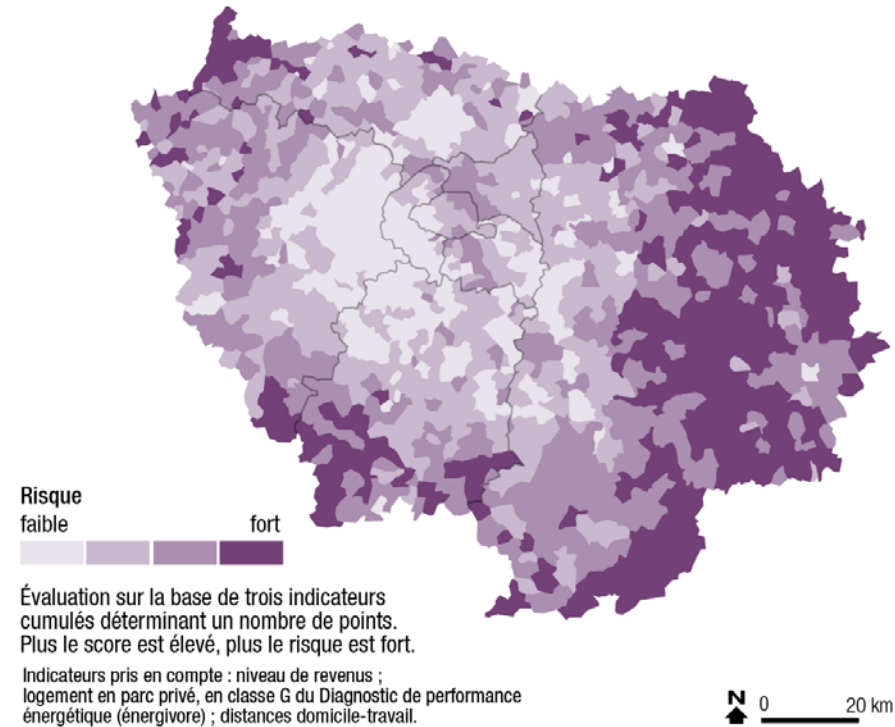 Risque
faible fort
Évaluation sur la base de trois indicateurs
cumulés déterminant un nombre de points.
Plus le score est élevé, plus le risque est fort.
Indicateurs pris en compte : niveau de revenus ;
logement en parc privé, en classe G du Diagnostic de performance
énergétique (énergivore) ; distances domicile-travail.
N 0 20 km